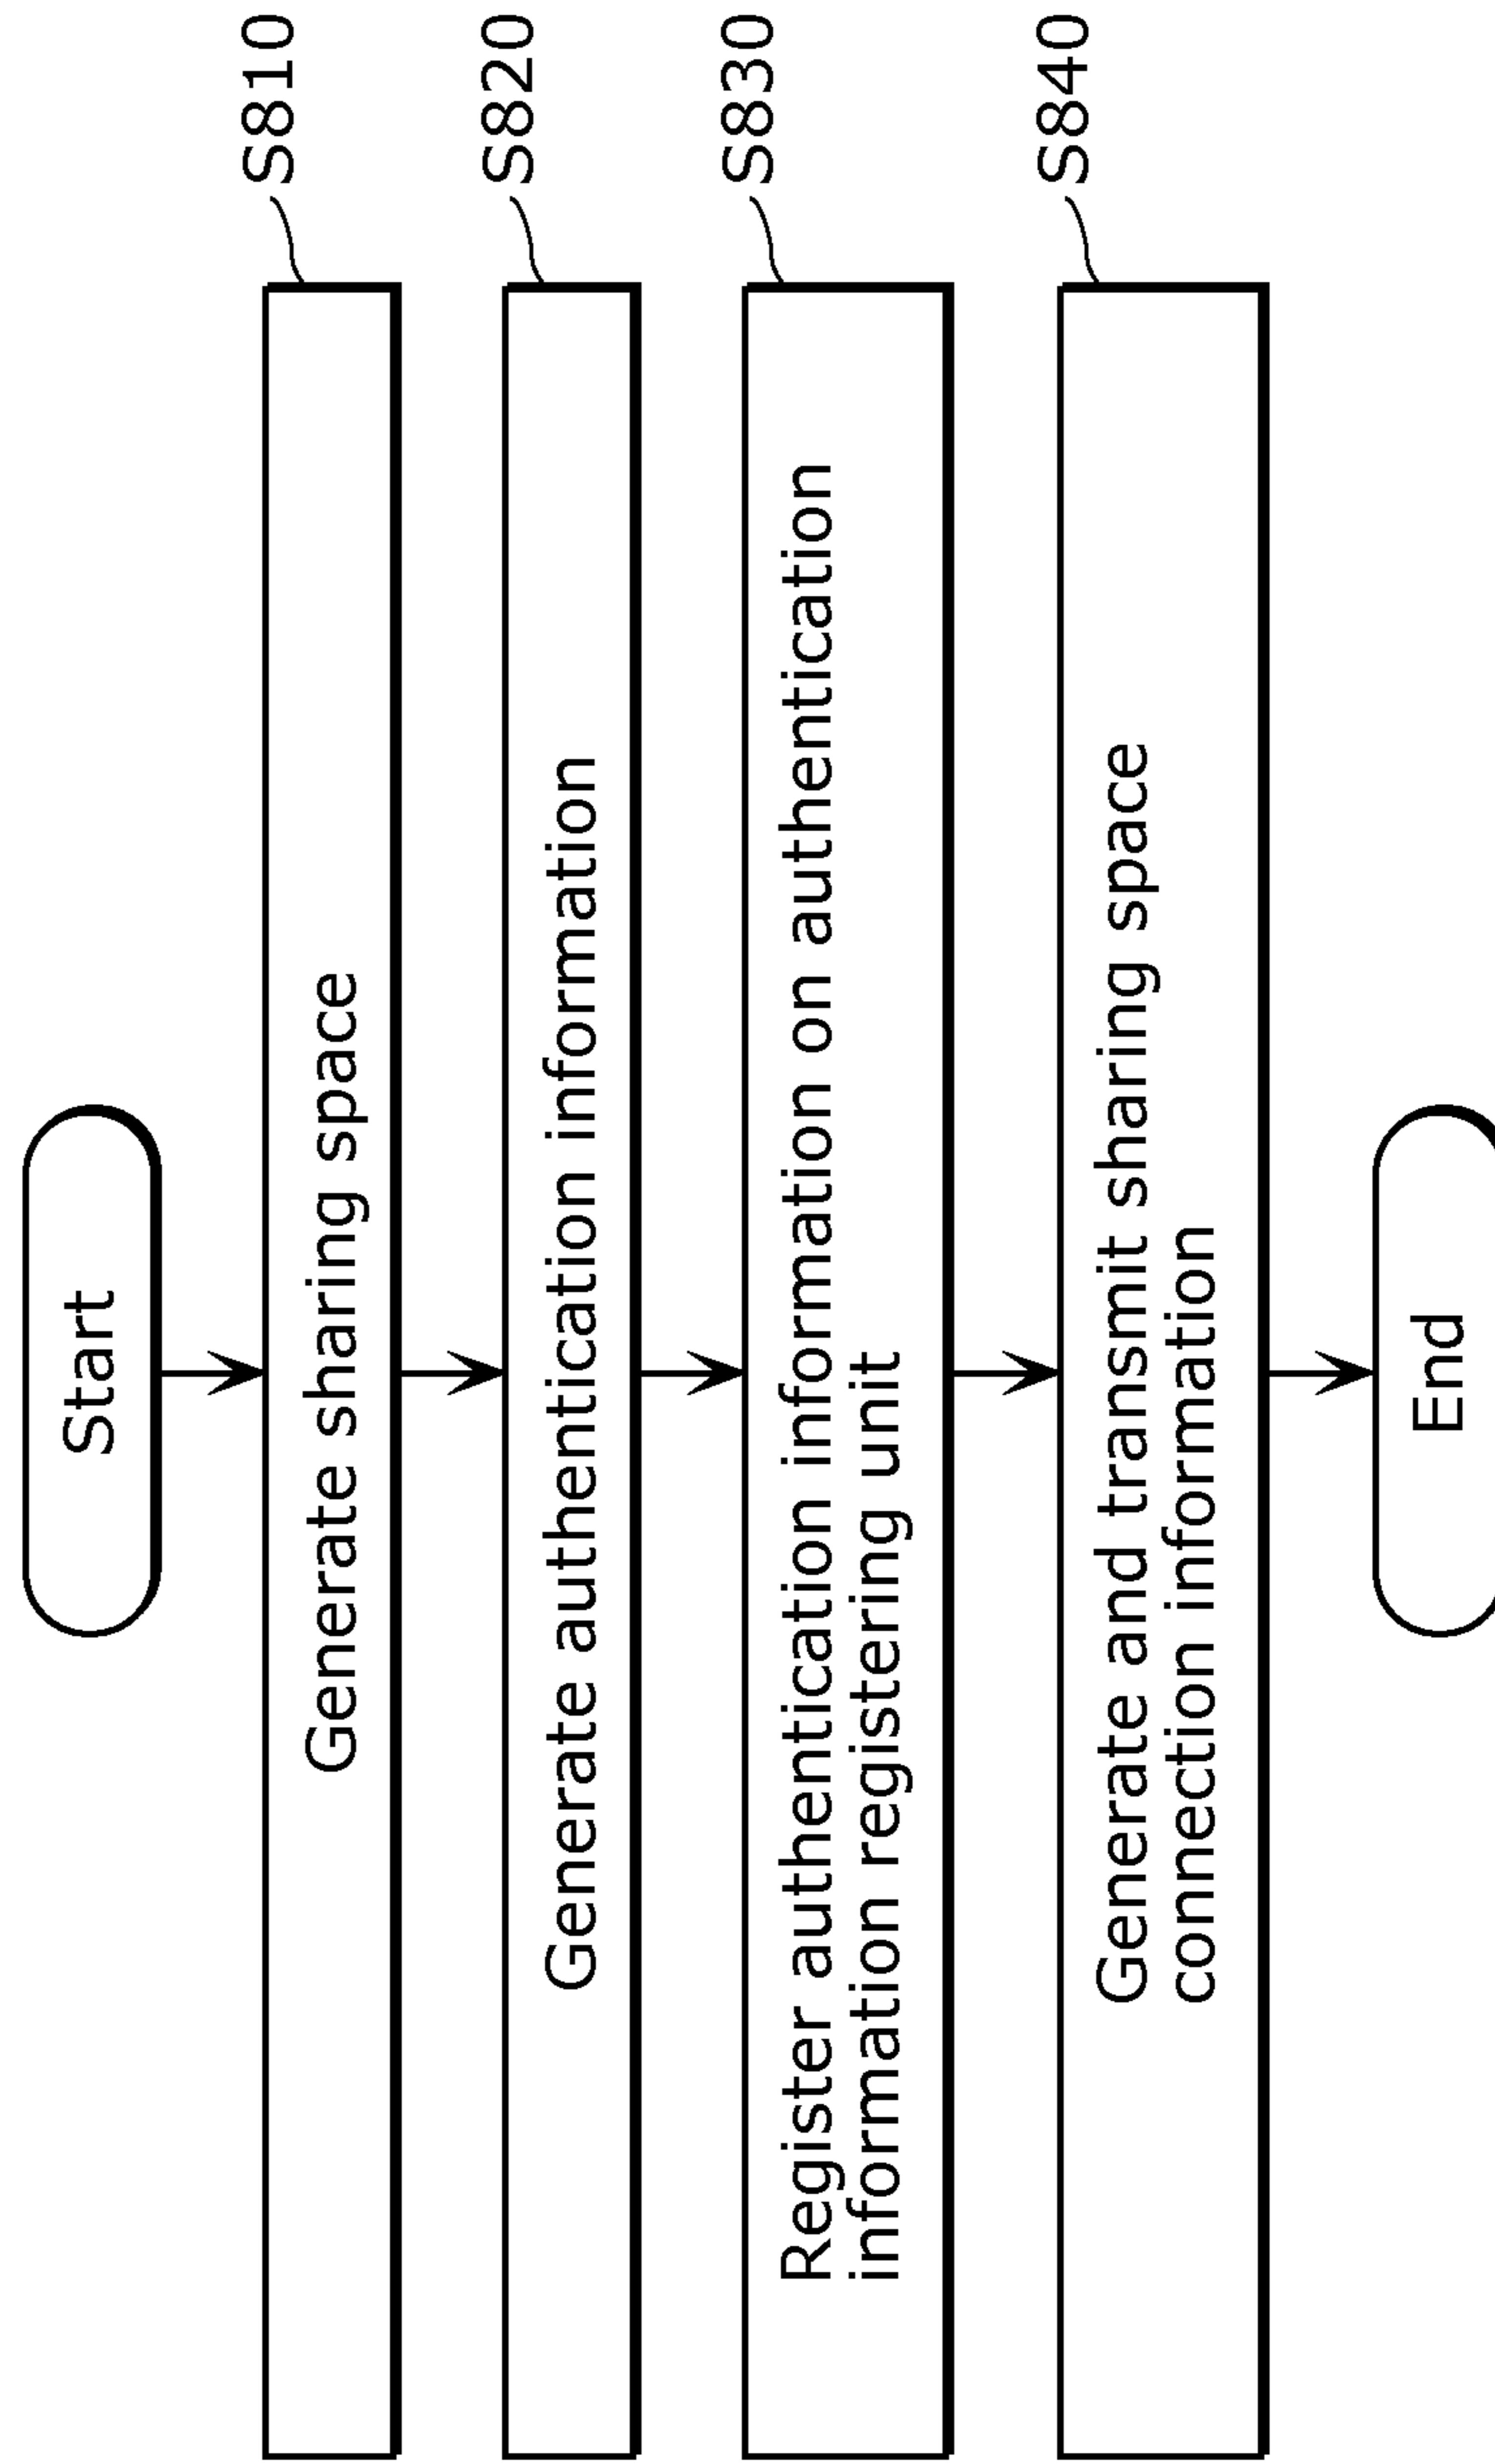 Start
S810
Generate sharing space
S820
Generate authentication information
S830
Register authentication information on authentication
information registering unit
S840
Generate and transmit sharing space
connection information
End